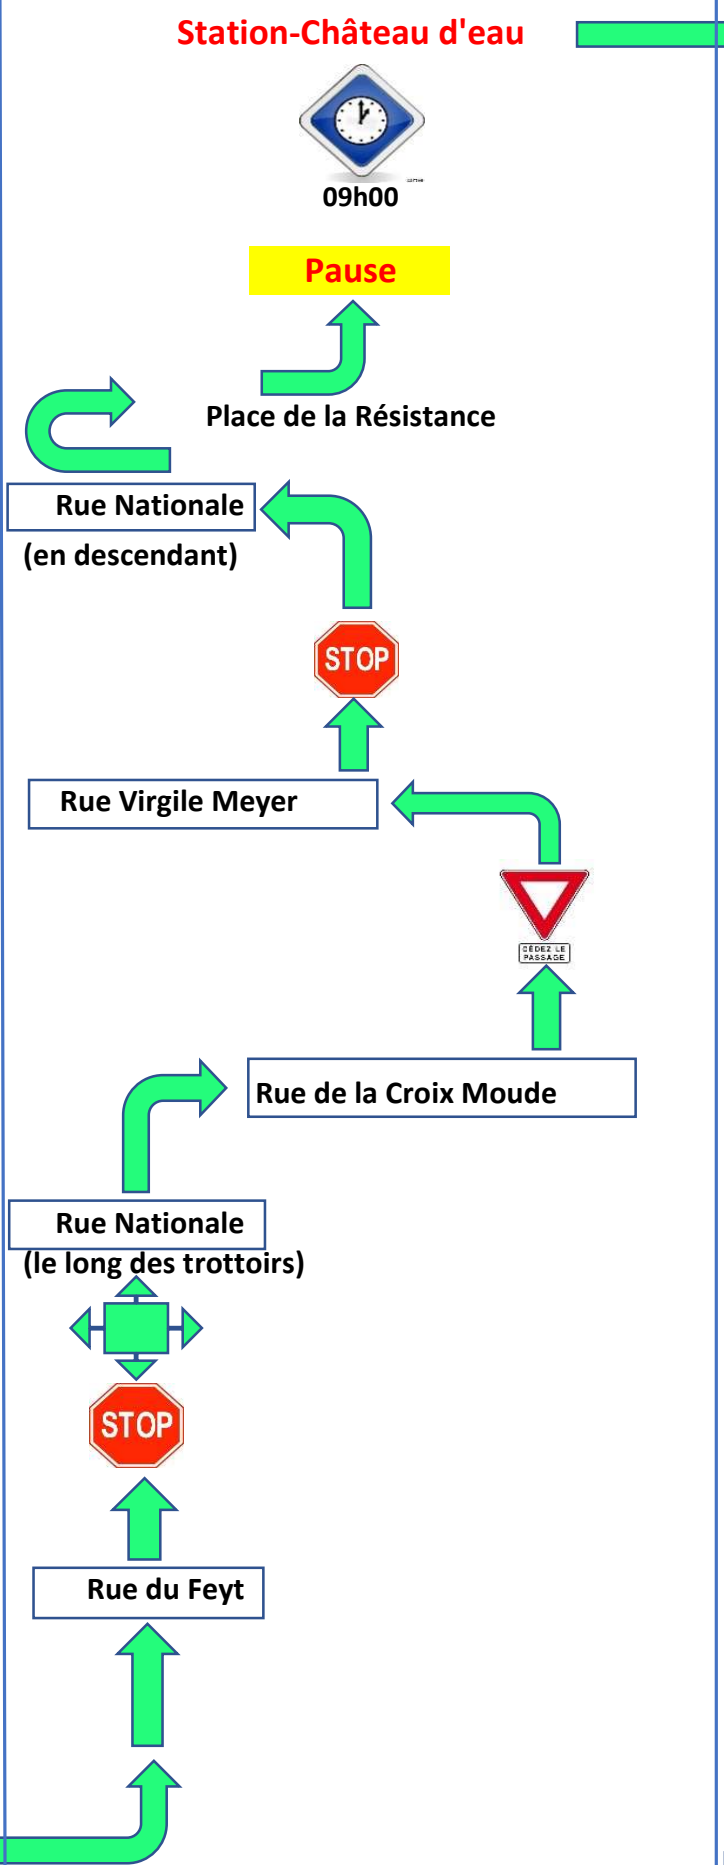 Station-Château d'eau
09h00
Pause
Place de la Résistance
Rue Nationale
(en descendant)
STOP
Rue Virgile Meyer
CÉDEZ LE
PASSAGE
Rue de la Croix Moude
Rue Nationale
(le long des trottoirs)
STOP
Rue du Feyt